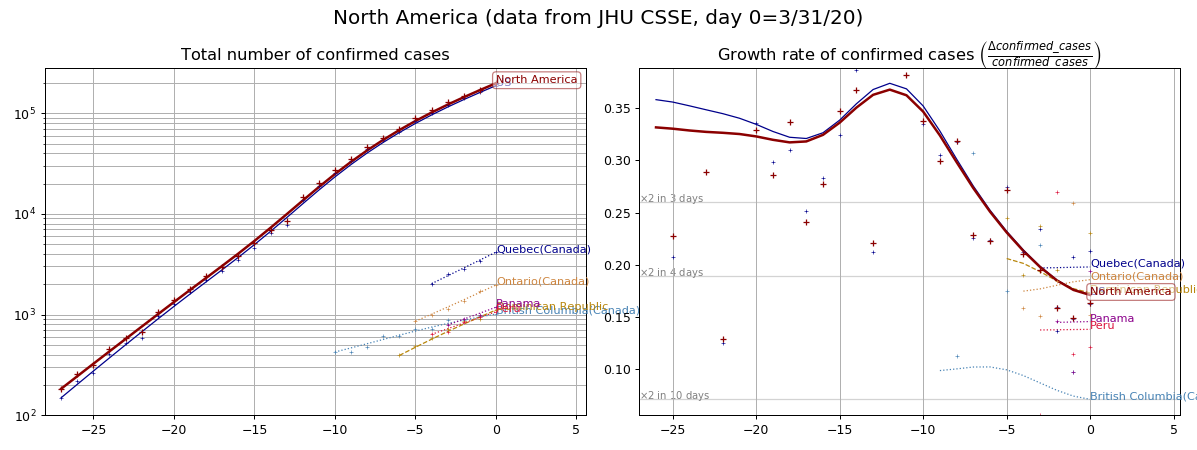 North America (data from JHU CSSE, day 0=3/31/20)
Total number of confirmed cases
North America
Quebec(Canada)
Ontario(Canada)
Panama
British Columbia(Canada)
10^5
10^4
10^3
10^2
−25 −20 −15 −10 −5 0 5
Growth rate of confirmed cases (Δconfirmed_cases / confirmed_cases)
0.35
0.30
×2 in 3 days
0.25
0.20
Quebec(Canada)
×2 in 4 days
Ontario(Canada)
North America
0.15
Panama
Peru
0.10
×2 in 10 days
British Columbia(Ca
−25 −20 −15 −10 −5 0 5